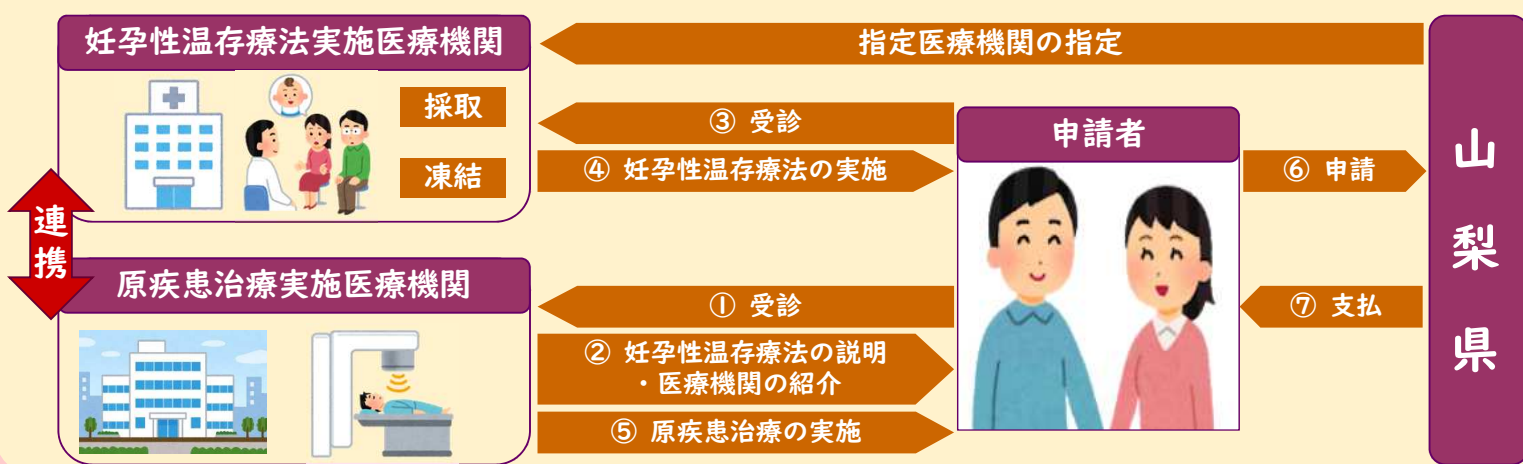 妊孕性温存療法実施医療機関
指定医療機関の指定
採取
凍結
③ 受診
④ 妊孕性温存療法の実施
申請者
⑥ 申請
⑦ 支払
山梨県
連携
原疾患治療実施医療機関
① 受診
② 妊孕性温存療法の説明
・医療機関の紹介
⑤ 原疾患治療の実施